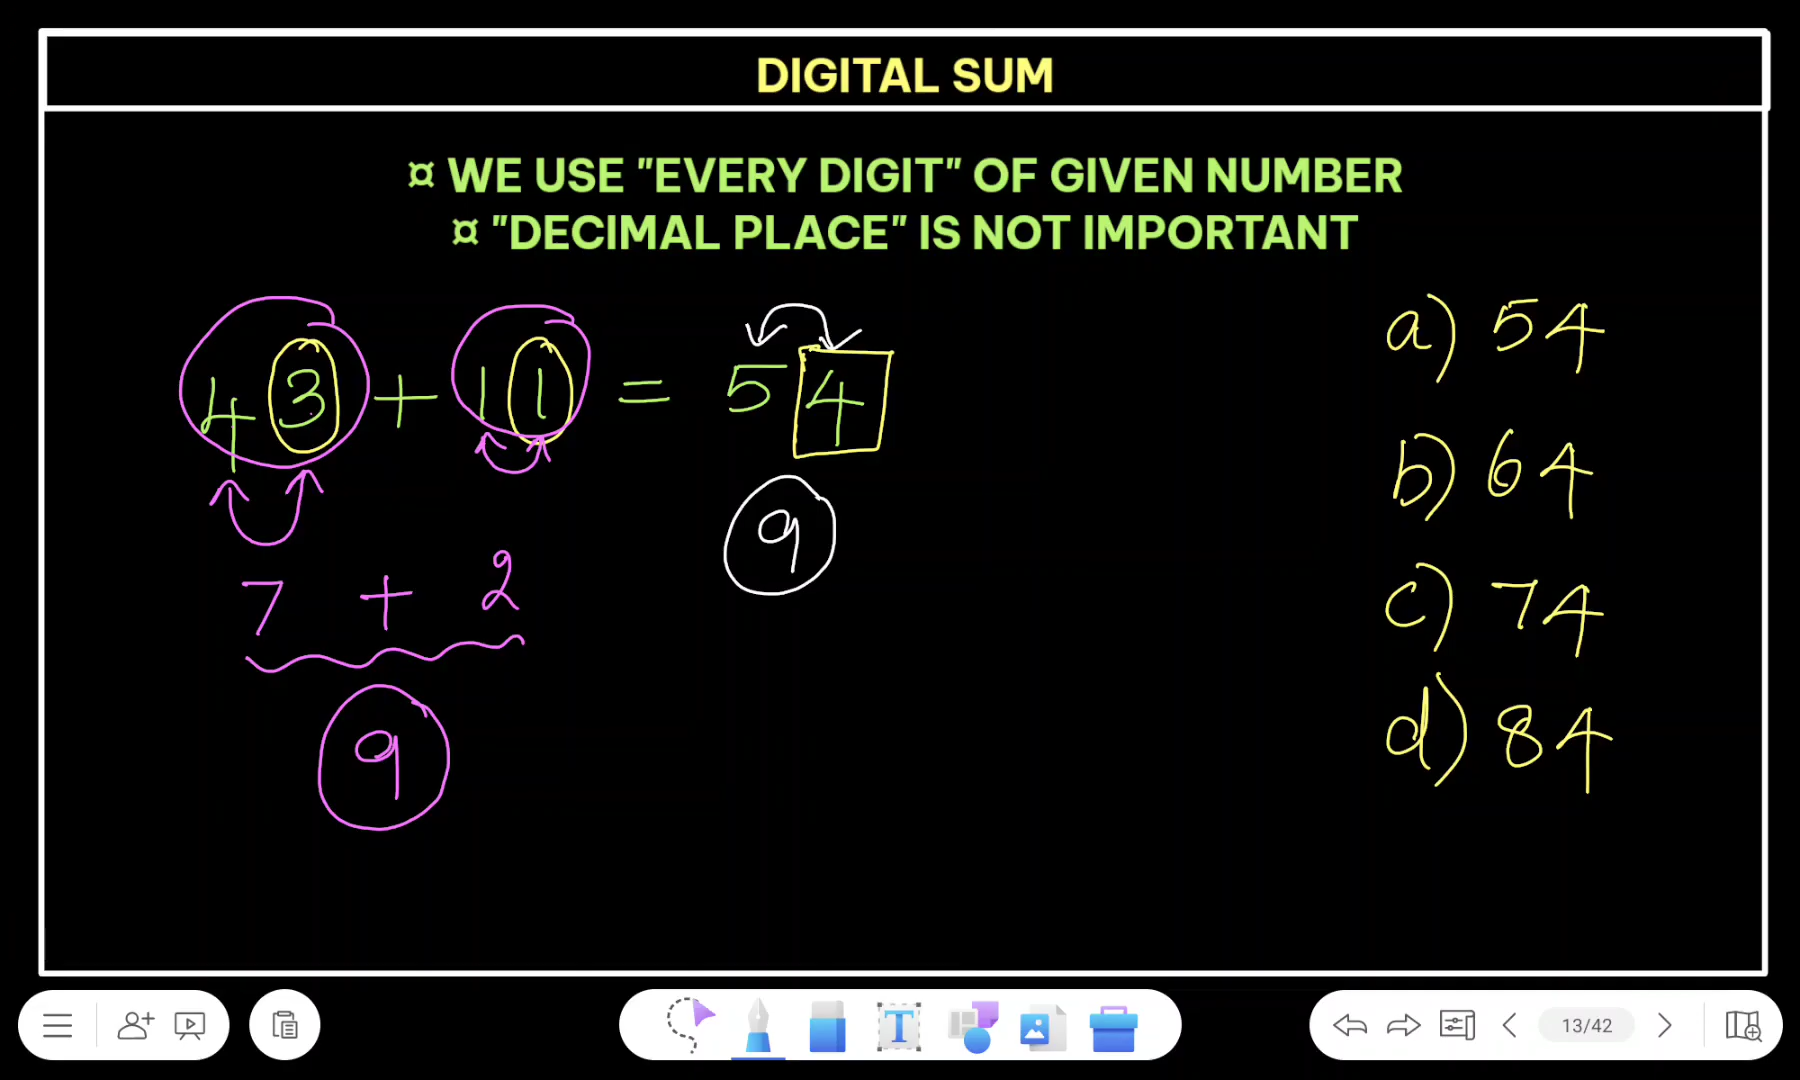 DIGITAL SUM
¤ WE USE "EVERY DIGIT" OF GIVEN NUMBER
¤ "DECIMAL PLACE" IS NOT IMPORTANT
43 + 11 = 54
9
7 + 2
9
a) 54
b) 64
c) 74
d) 84
T
13/42